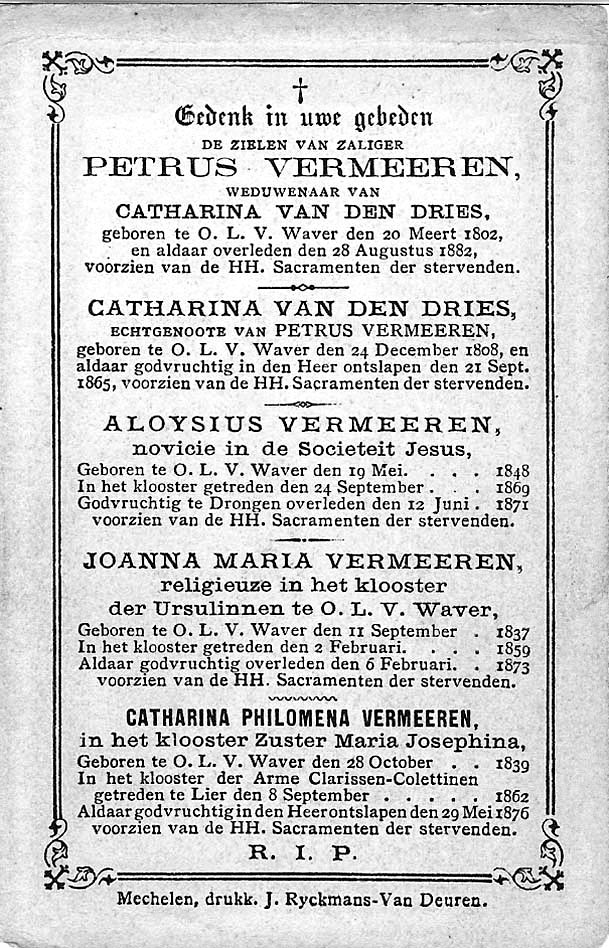 Gedenk in uwe gebeden
DE ZIELEN VAN ZALIGER
PETRUS VERMEEREN,
WEDUWENAAR VAN
CATHARINA VAN DEN DRIES,
geboren te O. L. V. Waver den 20 Meert 1802,
en aldaar overleden den 28 Augustus 1882,
voorzien van de HH. Sacramenten der stervenden.
CATHARINA VAN DEN DRIES,
ECHTGENOOTE VAN PETRUS VERMEEREN,
geboren te O. L. V. Waver den 24 December 1808, en
aldaar godvruchtig in den Heer ontslapen den 21 Sept.
1865, voorzien van de HH. Sacramenten der stervenden.
ALOYSIUS VERMEEREN,
novicie in de Societeit Jesus,
Geboren te O. L. V. Waver den 19 Mei. . . . 1848
In het klooster getreden den 24 September . . . 1869
Godvruchtig te Drongen overleden den 12 Juni . 1871
voorzien van de HH. Sacramenten der stervenden.
JOANNA MARIA VERMEEREN,
religieuze in het klooster
der Ursulinnen te O. L. V. Waver,
Geboren te O. L. V. Waver den 11 September . 1837
In het klooster getreden den 2 Februari. . . . 1859
Aldaar godvruchtig overleden den 6 Februari. . 1873
voorzien van de HH. Sacramenten der stervenden.
CATHARINA PHILOMENA VERMEEREN,
in het klooster Zuster Maria Josephina,
Geboren te O. L. V. Waver den 28 October . . 1839
In het klooster der Arme Clarissen-Colettinen
getreden te Lier den 8 September . . . . . 1862
Aldaar godvruchtig in den Heer ontslapen den 29 Mei 1876
voorzien van de HH. Sacramenten der stervenden.
R. I. P.
Mechelen, drukk. J. Ryckmans-Van Deuren.